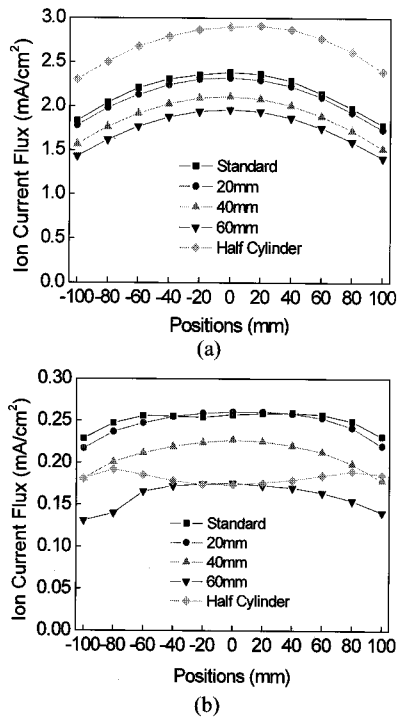 3.0
2.5
2.0
1.5
1.0
0.5
0.0
Ion Current Flux (mA/cm²)
Standard
20mm
40mm
60mm
Half Cylinder
-100 -80 -60 -40 -20 0 20 40 60 80 100
Positions (mm)
(a)
0.30
0.25
0.20
0.15
0.10
0.05
0.00
Ion Current Flux (mA/cm²)
Standard
20mm
40mm
60mm
Half Cylinder
-100 -80 -60 -40 -20 0 20 40 60 80 100
Positions (mm)
(b)